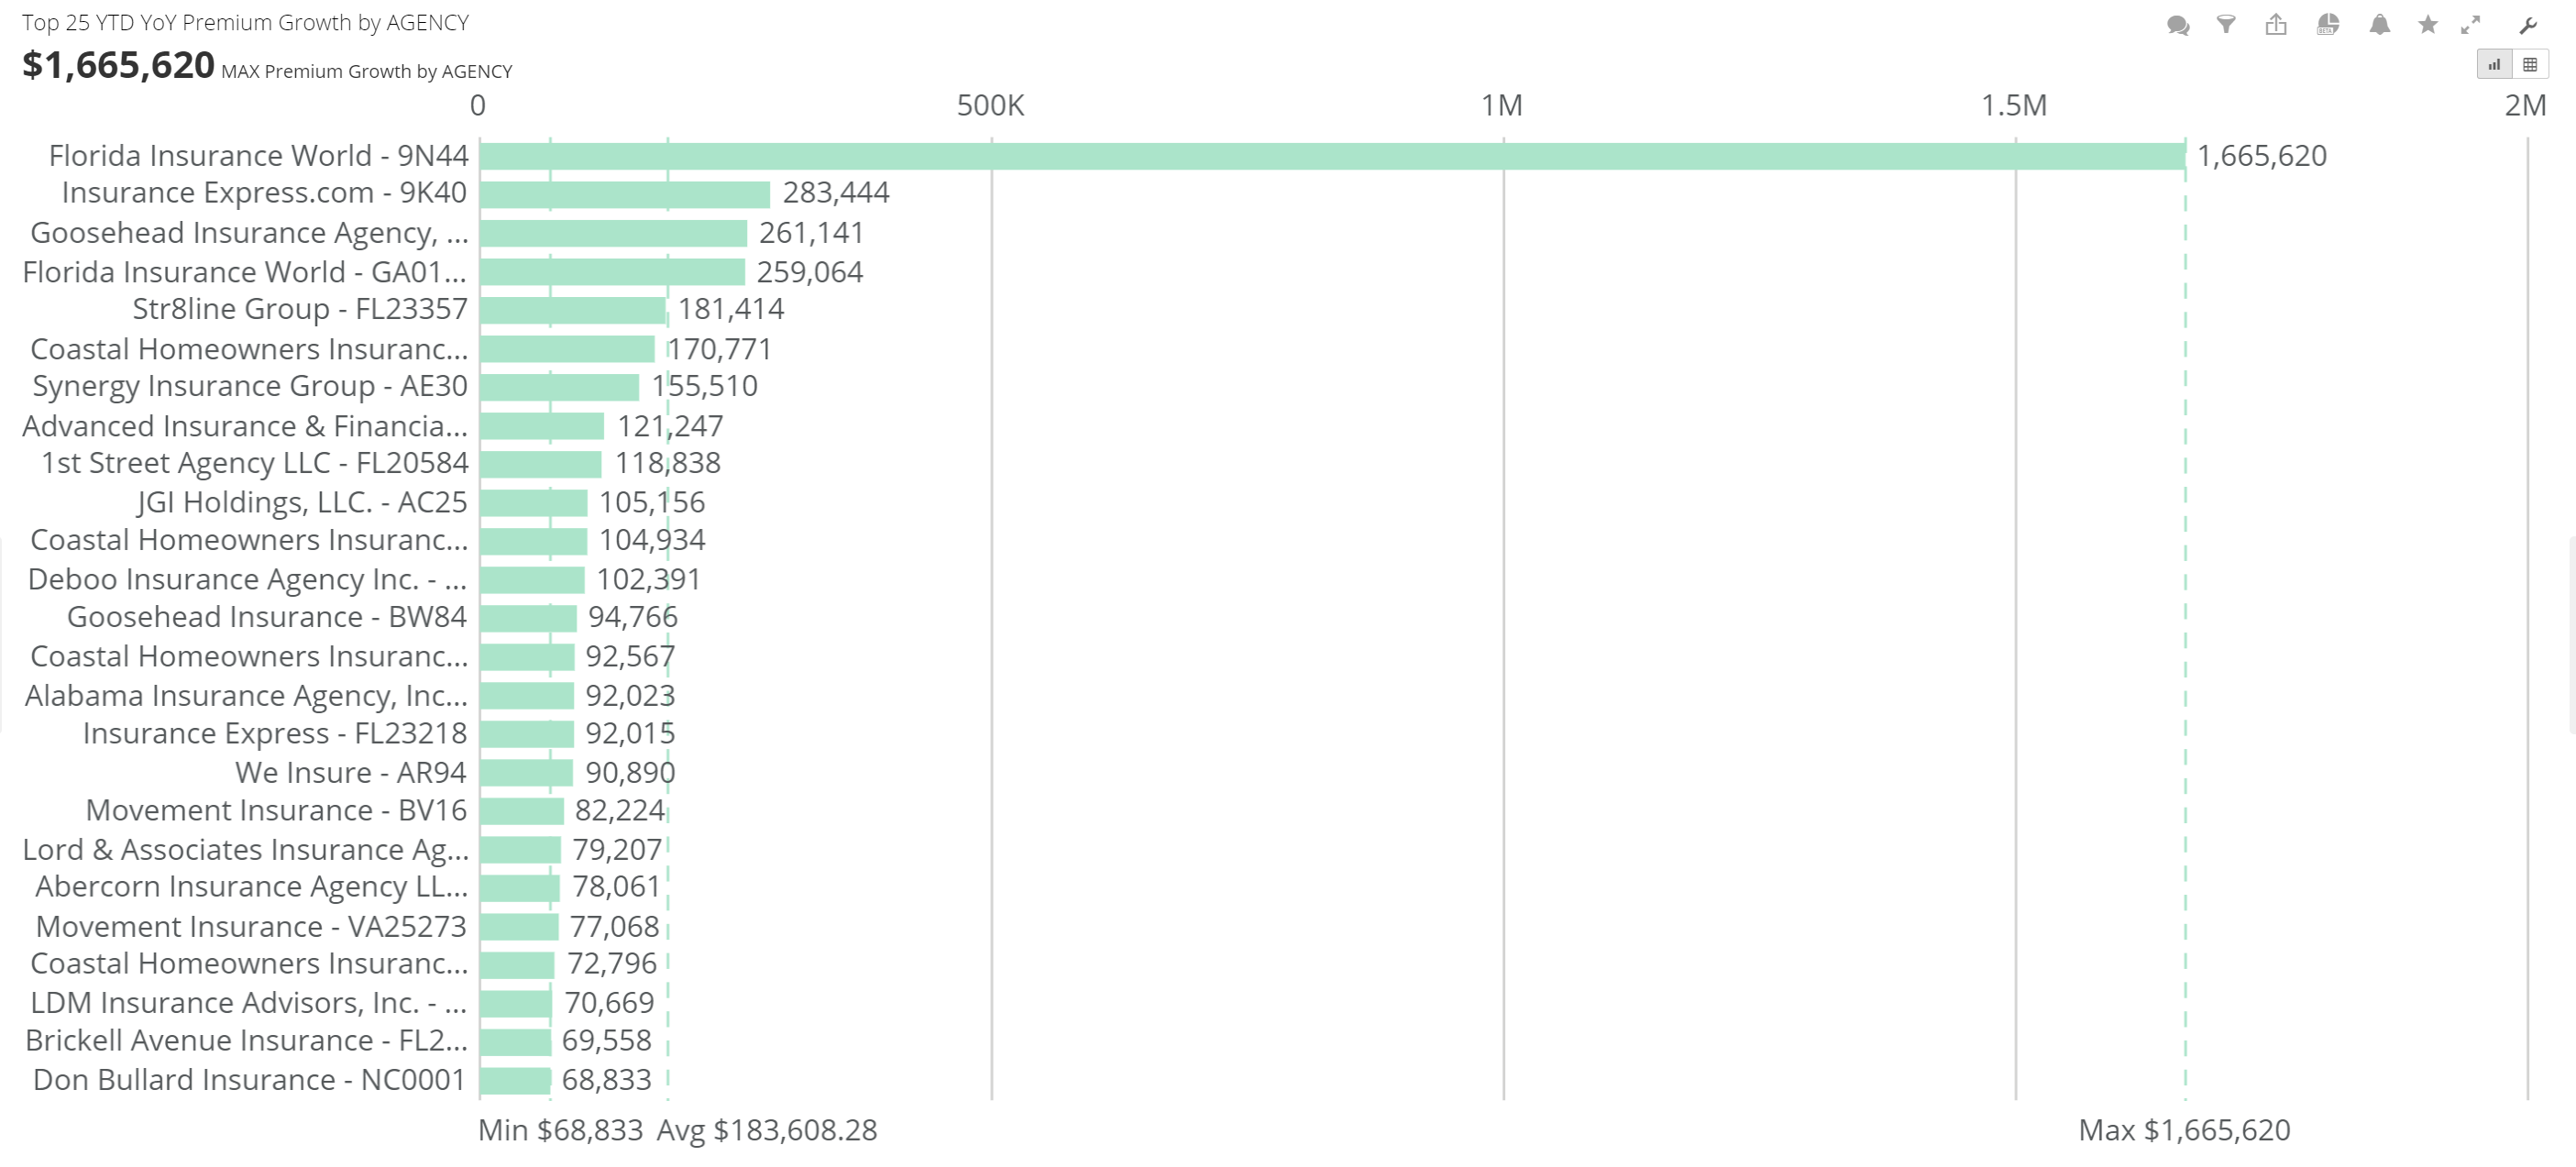 Top 25 YTD YoY Premium Growth by AGENCY
$1,665,620 MAX Premium Growth by AGENCY
0 500K 1M 1.5M 2M
Florida Insurance World - 9N44 1,665,620
Insurance Express.com - 9K40 283,444
Goosehead Insurance Agency, ... 261,141
Florida Insurance World - GA01... 259,064
Str8line Group - FL23357 181,414
Coastal Homeowners Insuranc... 170,771
Synergy Insurance Group - AE30 155,510
Advanced Insurance & Financia... 121,247
1st Street Agency LLC - FL20584 118,838
JGI Holdings, LLC. - AC25 105,156
Coastal Homeowners Insuranc... 104,934
Deboo Insurance Agency Inc. - ... 102,391
Goosehead Insurance - BW84 94,766
Coastal Homeowners Insuranc... 92,567
Alabama Insurance Agency, Inc... 92,023
Insurance Express - FL23218 92,015
We Insure - AR94 90,890
Movement Insurance - BV16 82,224
Lord & Associates Insurance Ag... 79,207
Abercorn Insurance Agency LL... 78,061
Movement Insurance - VA25273 77,068
Coastal Homeowners Insuranc... 72,796
LDM Insurance Advisors, Inc. - ... 70,669
Brickell Avenue Insurance - FL2... 69,558
Don Bullard Insurance - NC0001 68,833
Min $68,833 Avg $183,608.28 Max $1,665,620